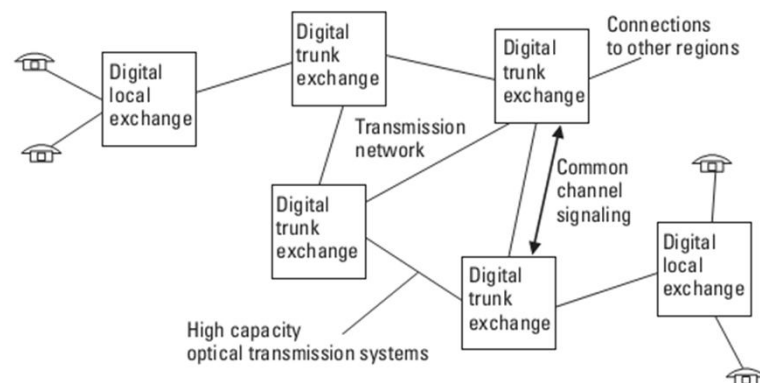 Digital
local
exchange
Digital
trunk
exchange
Digital
trunk
exchange
Connections
to other regions
Transmission
network
Common
channel
signaling
Digital
trunk
exchange
Digital
trunk
exchange
Digital
local
exchange
High capacity
optical transmission systems